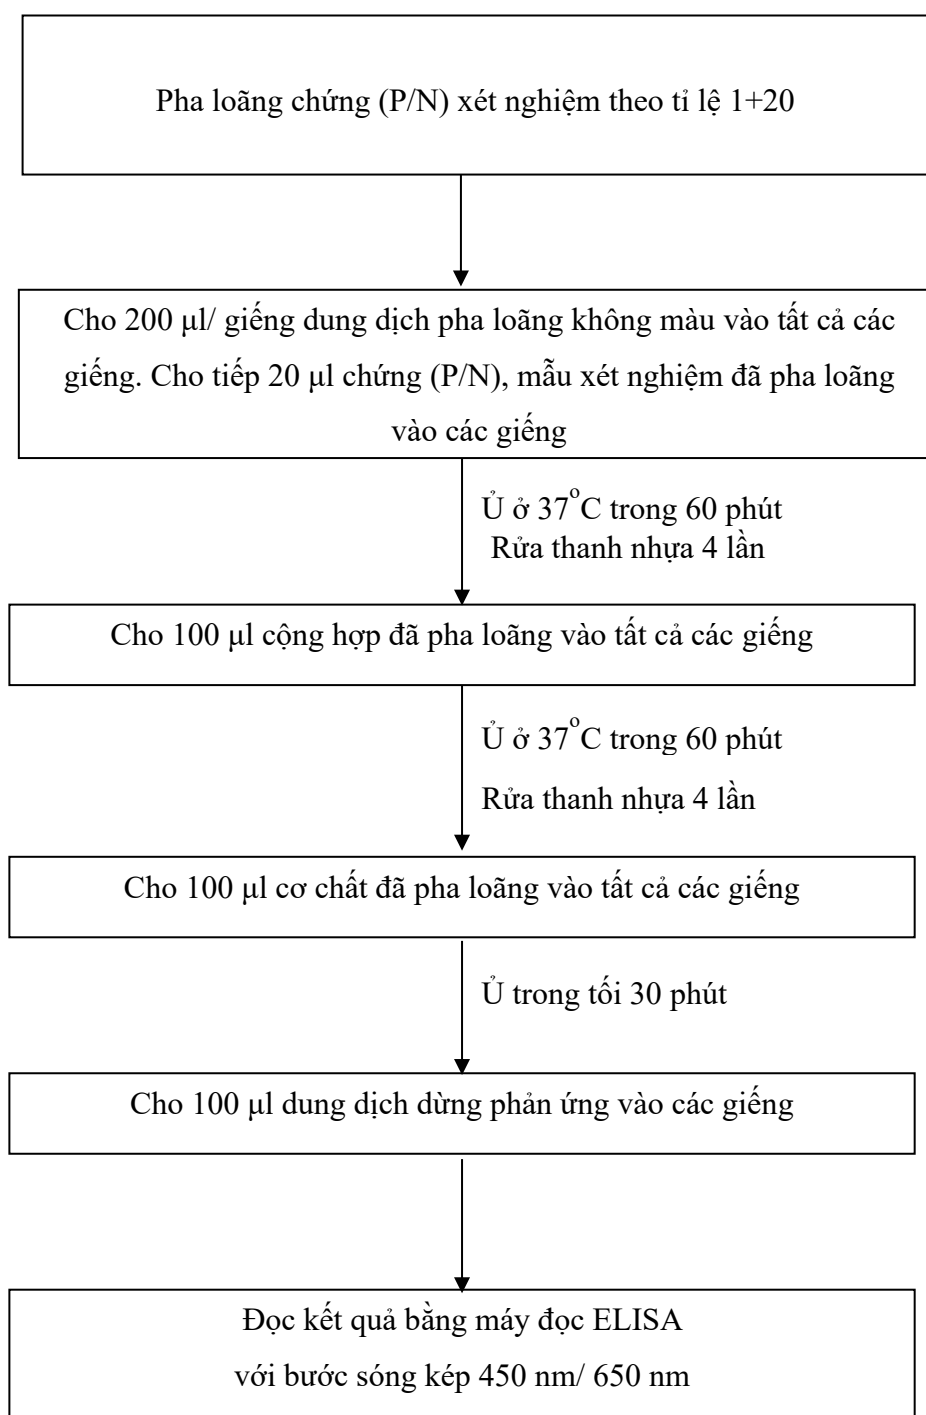 Pha loãng chứng (P/N) xét nghiệm theo tỉ lệ 1+20
Cho 200 μl/ giếng dung dịch pha loãng không màu vào tất cả các
giếng. Cho tiếp 20 μl chứng (P/N), mẫu xét nghiệm đã pha loãng
vào các giếng
Ủ ở 37°C trong 60 phút
Rửa thanh nhựa 4 lần
Cho 100 μl cộng hợp đã pha loãng vào tất cả các giếng
Ủ ở 37°C trong 60 phút
Rửa thanh nhựa 4 lần
Cho 100 μl cơ chất đã pha loãng vào tất cả các giếng
Ủ trong tối 30 phút
Cho 100 μl dung dịch dừng phản ứng vào các giếng
Đọc kết quả bằng máy đọc ELISA
với bước sóng kép 450 nm/ 650 nm